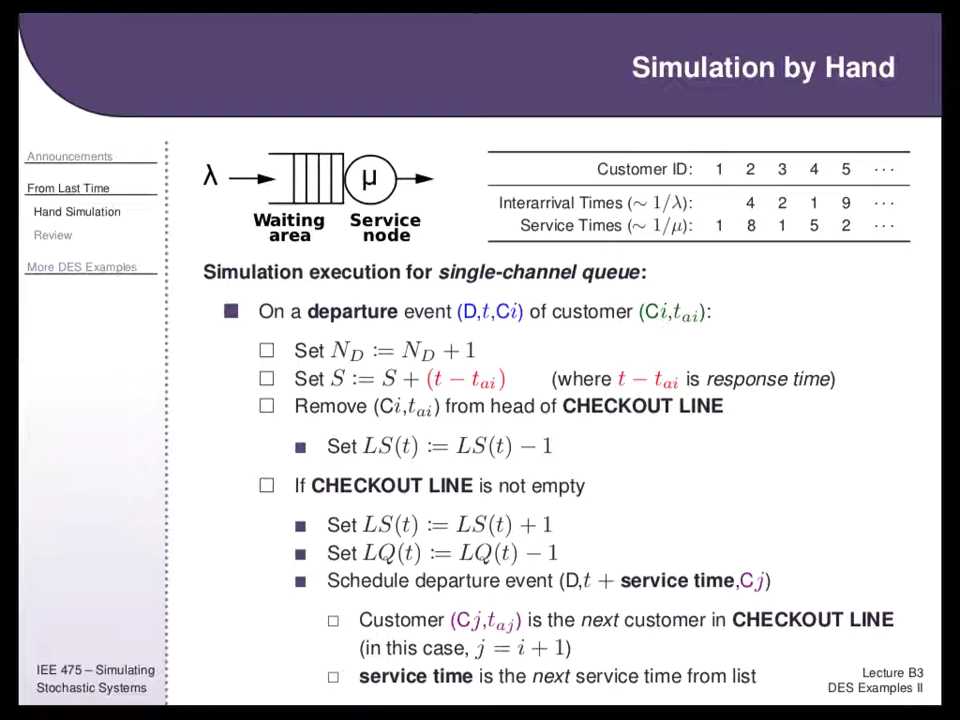 Simulation by Hand
Announcements
From Last Time
Hand Simulation
Review
More DES Examples
λ μ
Waiting area
Service node
Customer ID: 1 2 3 4 5 ···
Interarrival Times (∼ 1/λ): 4 2 1 9 ···
Service Times (∼ 1/μ): 1 8 1 5 2 ···
Simulation execution for single-channel queue:
On a departure event (D,t,Ci) of customer (Ci,t_ai):
Set N_D := N_D + 1
Set S := S + (t − t_ai) (where t − t_ai is response time)
Remove (Ci,t_ai) from head of CHECKOUT LINE
Set LS(t) := LS(t) − 1
If CHECKOUT LINE is not empty
Set LS(t) := LS(t) + 1
Set LQ(t) := LQ(t) − 1
Schedule departure event (D,t + service time,Cj)
Customer (Cj,t_aj) is the next customer in CHECKOUT LINE
(in this case, j = i + 1)
service time is the next service time from list
IEE 475 – Simulating
Stochastic Systems
Lecture B3
DES Examples II